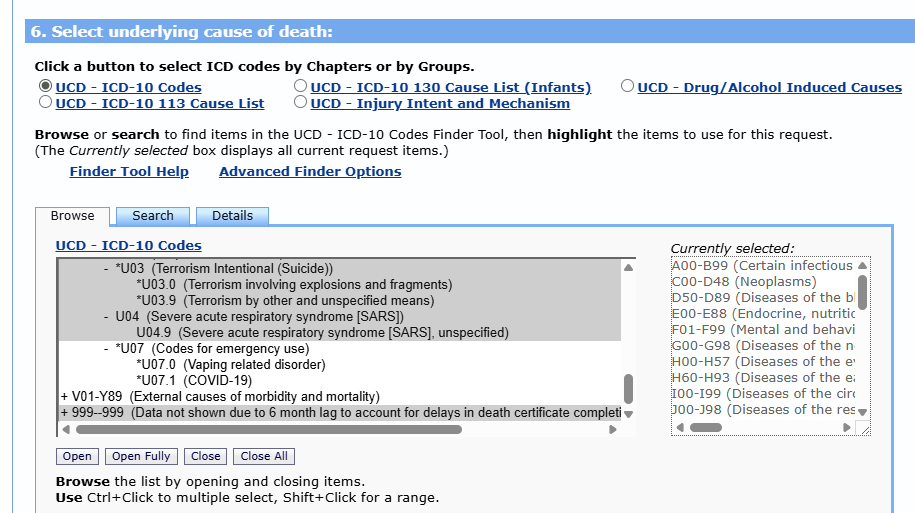 6. Select underlying cause of death:
Click a button to select ICD codes by Chapters or by Groups.
UCD - ICD-10 Codes UCD - ICD-10 130 Cause List (Infants) UCD - Drug/Alcohol Induced Causes
UCD - ICD-10 113 Cause List UCD - Injury Intent and Mechanism
Browse or search to find items in the UCD - ICD-10 Codes Finder Tool, then highlight the items to use for this request.
(The Currently selected box displays all current request items.)
Finder Tool Help Advanced Finder Options
Browse Search Details
UCD - ICD-10 Codes
- *U03 (Terrorism Intentional (Suicide))
*U03.0 (Terrorism involving explosions and fragments)
*U03.9 (Terrorism by other and unspecified means)
- U04 (Severe acute respiratory syndrome [SARS])
U04.9 (Severe acute respiratory syndrome [SARS], unspecified)
- *U07 (Codes for emergency use)
*U07.0 (Vaping related disorder)
*U07.1 (COVID-19)
+ V01-Y89 (External causes of morbidity and mortality)
+ 999--999 (Data not shown due to 6 month lag to account for delays in death certificate completi
Currently selected:
A00-B99 (Certain infectious
C00-D48 (Neoplasms)
D50-D89 (Diseases of the bl
E00-E88 (Endocrine, nutritic
F01-F99 (Mental and behavi
G00-G98 (Diseases of the n
H00-H57 (Diseases of the ey
H60-H93 (Diseases of the ea
I00-I99 (Diseases of the circ
J00-J98 (Diseases of the res
Open Open Fully Close Close All
Browse the list by opening and closing items.
Use Ctrl+Click to multiple select, Shift+Click for a range.